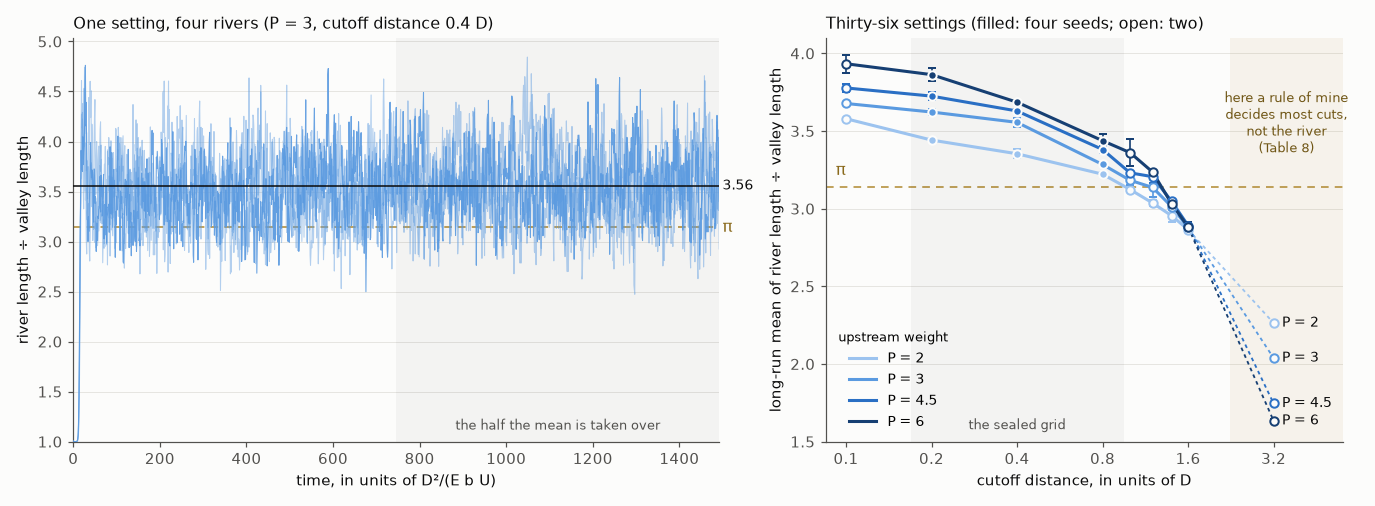 One setting, four rivers (P = 3, cutoff distance 0.4 D)
5.0
4.5
4.0
3.5
3.0
2.5
2.0
1.5
1.0
river length ÷ valley length
3.56
π
the half the mean is taken over
0
200
400
600
800
1000
1200
1400
time, in units of D²/(E b U)
Thirty-six settings (filled: four seeds; open: two)
4.0
3.5
3.0
2.5
2.0
1.5
long-run mean of river length ÷ valley length
π
here a rule of mine
decides most cuts,
not the river
(Table 8)
upstream weight
P = 2
P = 3
P = 4.5
P = 6
the sealed grid
P = 2
P = 3
P = 4.5
P = 6
0.1
0.2
0.4
0.8
1.6
3.2
cutoff distance, in units of D